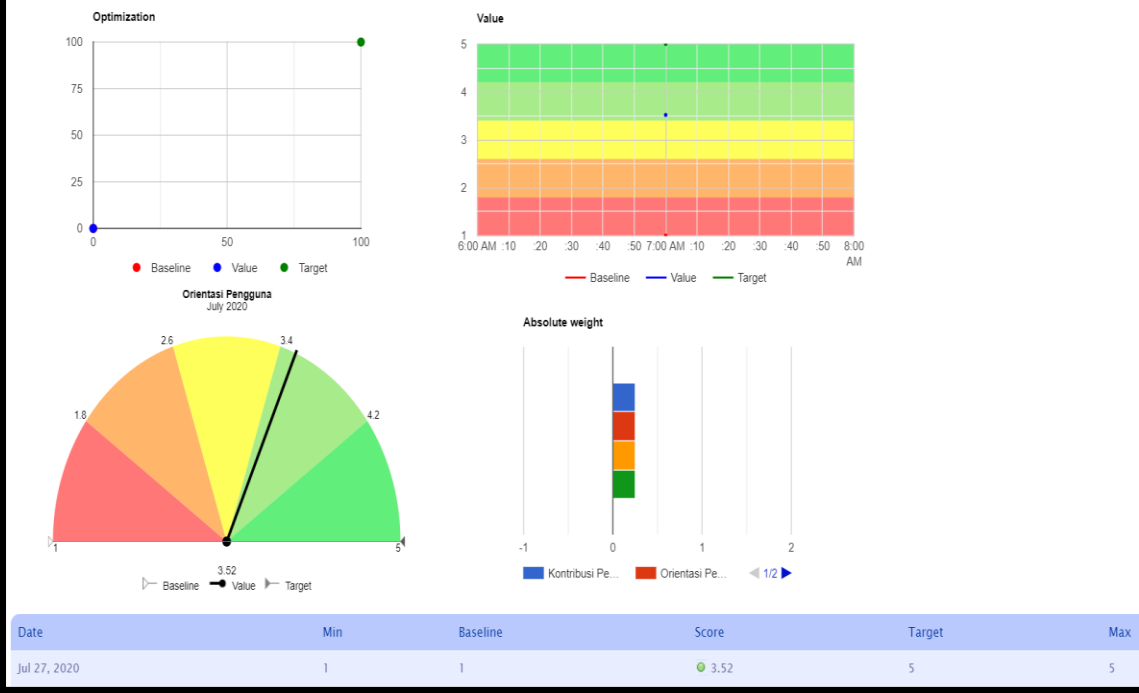 Optimization
100
75
50
25
0
0 50 100
Baseline Value Target
Value
5
4
3
2
1
6:00 AM :10 :20 :30 :40 :50 7:00 AM :10 :20 :30 :40 :50 8:00
AM
Baseline Value Target
Orientasi Pengguna
July 2020
2.6 3.4
1.8 4.2
1 5
3.52
Baseline Value Target
Absolute weight
-1 0 1 2
Kontribusi Pe... Orientasi Pe... 1/2
Date Min Baseline Score Target Max
Jul 27, 2020 1 1 3.52 5 5